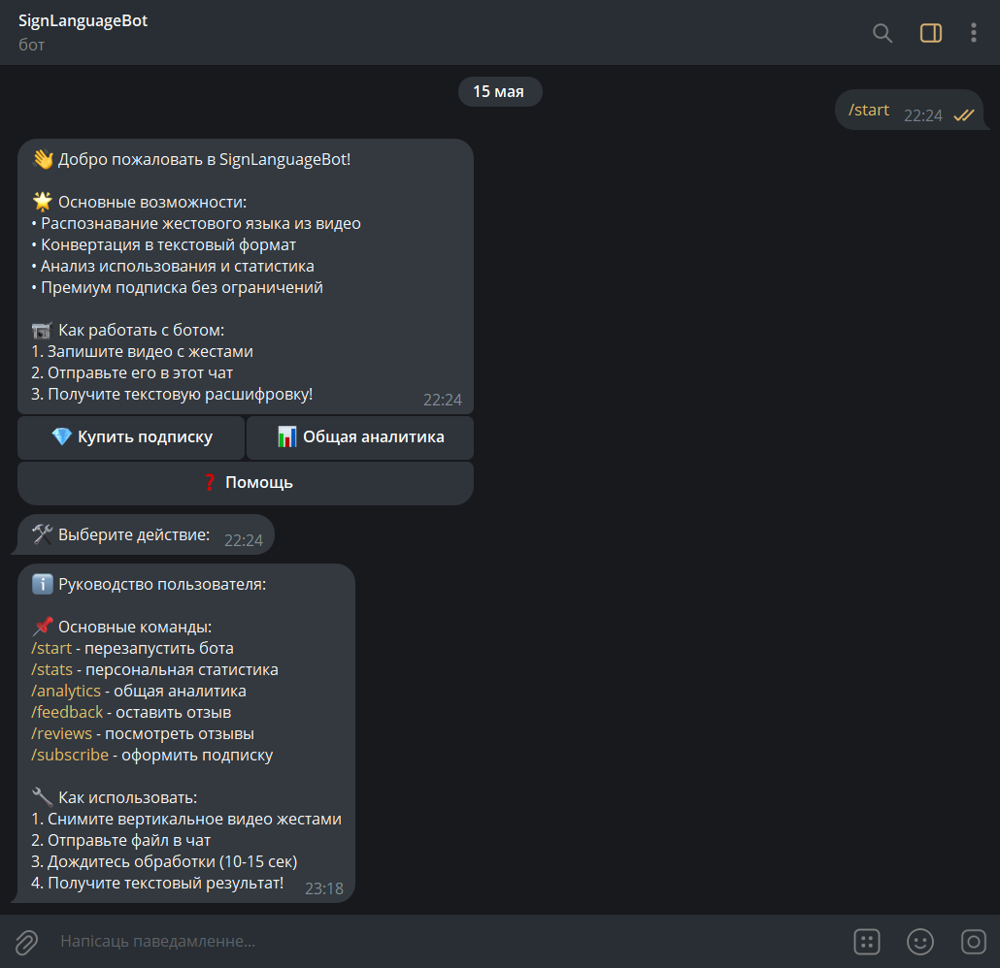 SignLanguageBot
бот
15 мая
/start 22:24
👋 Добро пожаловать в SignLanguageBot!
🌟 Основные возможности:
• Распознавание жестового языка из видео
• Конвертация в текстовый формат
• Анализ использования и статистика
• Премиум подписка без ограничений
Как работать с ботом:
1. Запишите видео с жестами
2. Отправьте его в этот чат
3. Получите текстовую расшифровку! 22:24
💎 Купить подписку
📊 Общая аналитика
❓ Помощь
🛠 Выберите действие: 22:24
ℹ️ Руководство пользователя:
📌 Основные команды:
/start - перезапустить бота
/stats - персональная статистика
/analytics - общая аналитика
/feedback - оставить отзыв
/reviews - посмотреть отзывы
/subscribe - оформить подписку
🔧 Как использовать:
1. Снимите вертикальное видео жестами
2. Отправьте файл в чат
3. Дождитесь обработки (10-15 сек)
4. Получите текстовый результат! 23:18
Напісаць паведамленне...